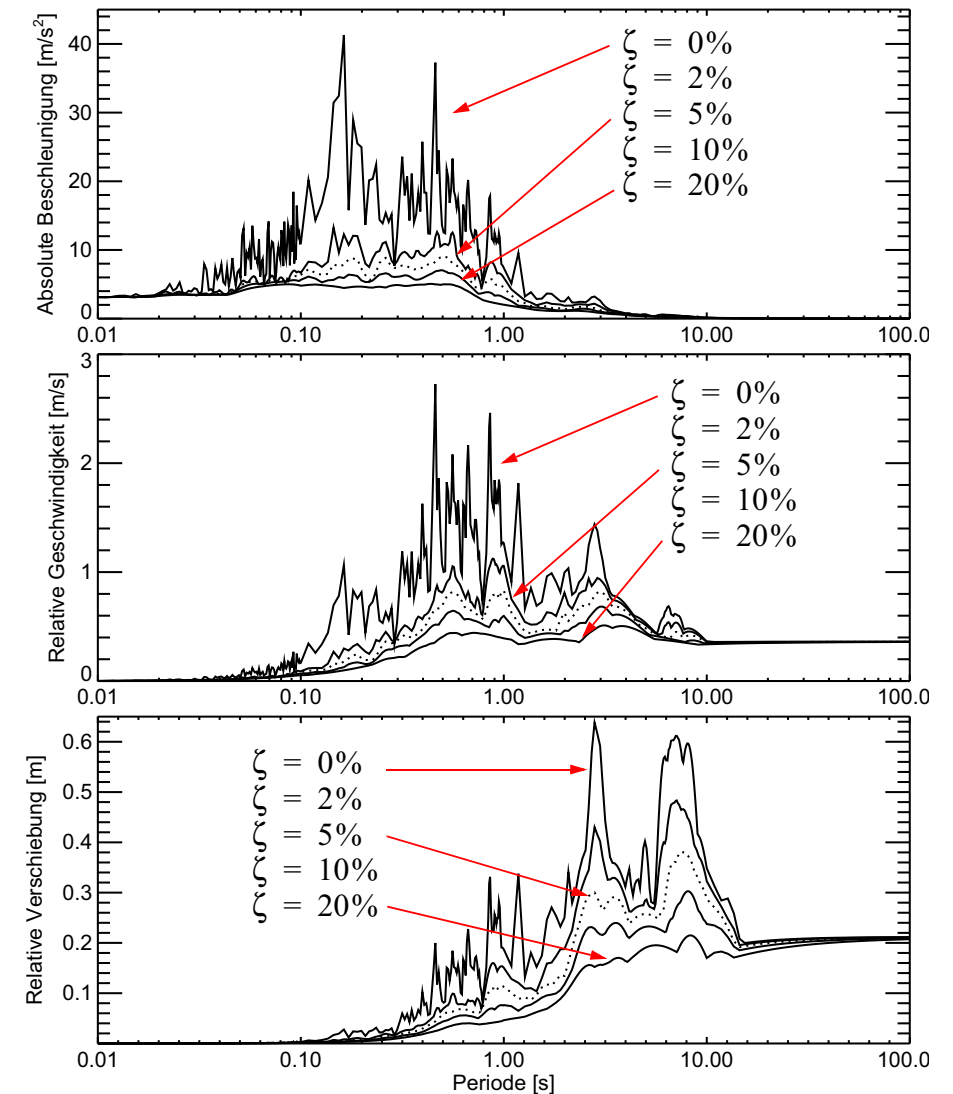 Absolute Beschleunigung [m/s²]
40
30
20
10
0
ζ = 0%
ζ = 2%
ζ = 5%
ζ = 10%
ζ = 20%
0.01 0.10 1.00 10.00 100.0
Relative Geschwindigkeit [m/s]
3
2
1
0
ζ = 0%
ζ = 2%
ζ = 5%
ζ = 10%
ζ = 20%
0.01 0.10 1.00 10.00 100.0
Relative Verschiebung [m]
0.6
0.5
0.4
0.3
0.2
0.1
ζ = 0%
ζ = 2%
ζ = 5%
ζ = 10%
ζ = 20%
0.01 0.10 1.00 10.00 100.0
Periode [s]